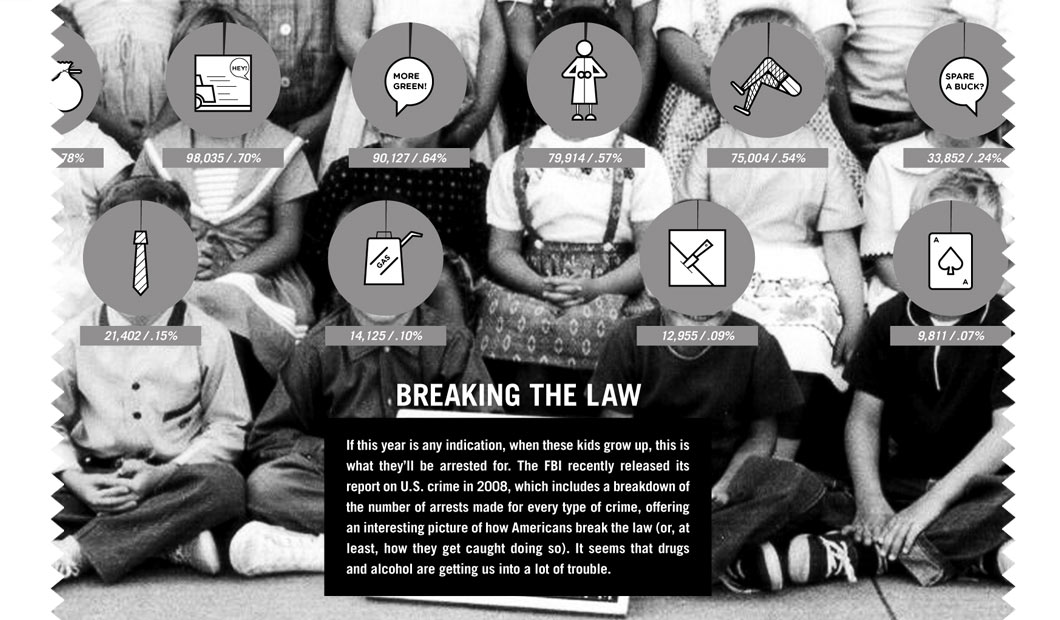 HEY!
MORE
GREEN!
SPARE
A BUCK?
78%
98,035 / .70%
90,127 / .64%
79,914 / .57%
75,004 / .54%
33,852 / .24%
GAS
A
A
21,402 / .15%
14,125 / .10%
12,955 / .09%
9,811 / .07%
BREAKING THE LAW
If this year is any indication, when these kids grow up, this is
what they'll be arrested for. The FBI recently released its
report on U.S. crime in 2008, which includes a breakdown of
the number of arrests made for every type of crime, offering
an interesting picture of how Americans break the law (or, at
least, how they get caught doing so). It seems that drugs
and alcohol are getting us into a lot of trouble.